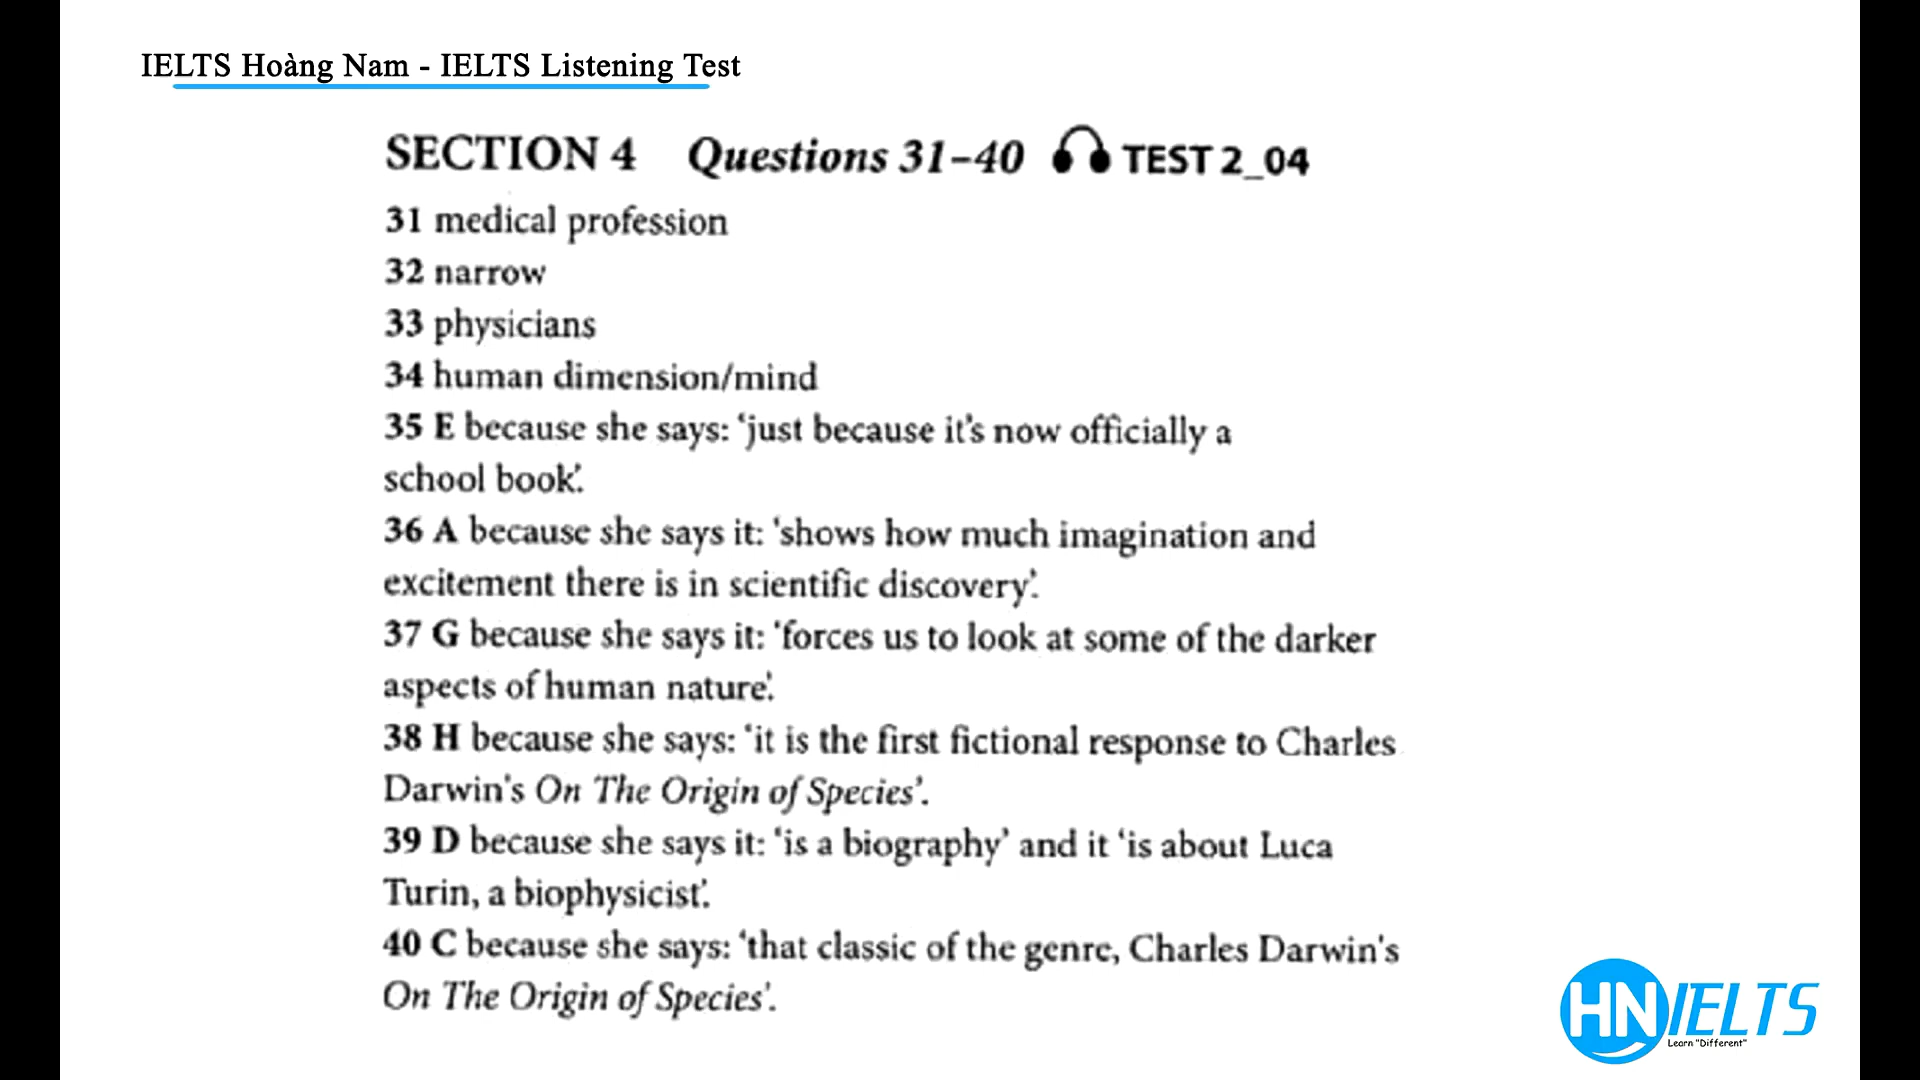 IELTS Hoàng Nam - IELTS Listening Test
SECTION 4 Questions 31–40 TEST 2_04
31 medical profession
32 narrow
33 physicians
34 human dimension/mind
35 E because she says: ‘just because it's now officially a
school book’.
36 A because she says it: ‘shows how much imagination and
excitement there is in scientific discovery’.
37 G because she says it: ‘forces us to look at some of the darker
aspects of human nature’.
38 H because she says: ‘it is the first fictional response to Charles
Darwin's On The Origin of Species’.
39 D because she says it: ‘is a biography’ and it ‘is about Luca
Turin, a biophysicist’.
40 C because she says: ‘that classic of the genre, Charles Darwin's
On The Origin of Species’.
HNIELTS
Learn "Different"